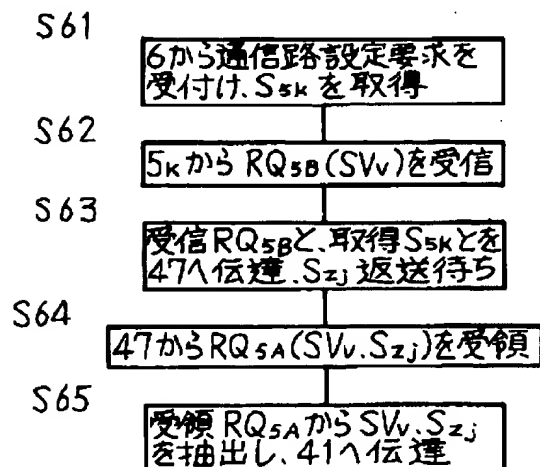 S61
6から通信路設定要求を
受付け、S5Kを取得
S62
5KからRQ5B(SVv)を受信
S63
受信RQ5Bと、取得S5Kとを
47へ伝達、Szj返送待ち
S64
47からRQ5A(SVv.Szj)を受領
S65
受領RQ5AからSVv.Szj
を抽出し、41へ伝達